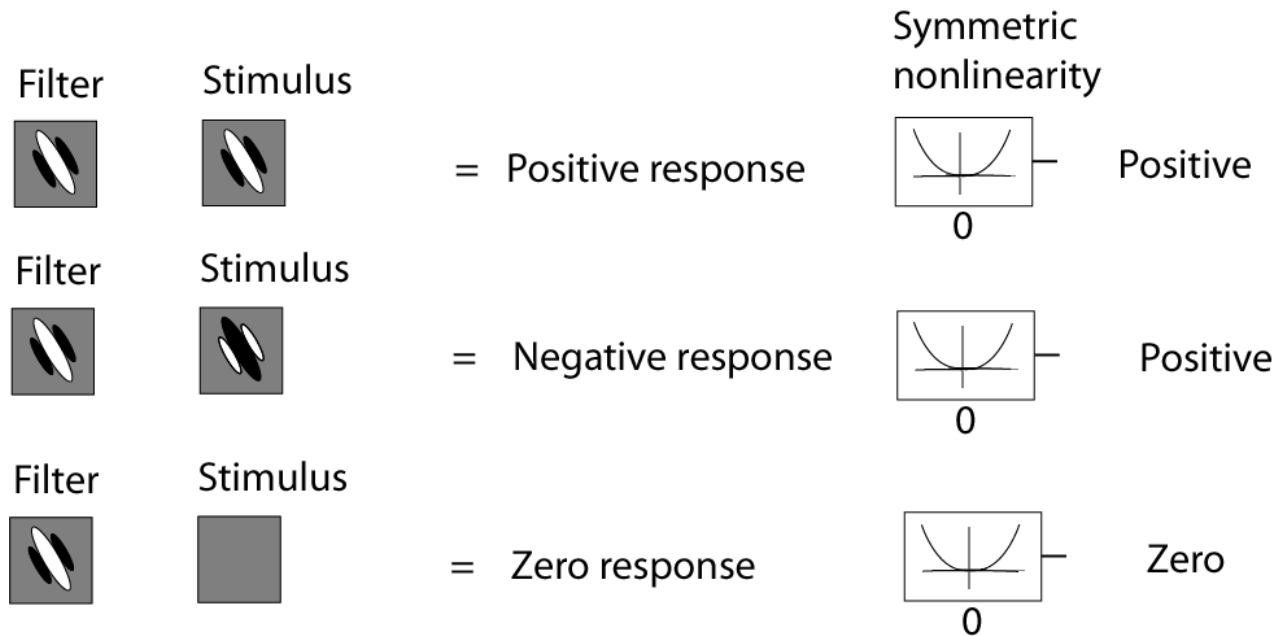 Symmetric
nonlinearity
Filter Stimulus
= Positive response Positive
0
Filter Stimulus
= Negative response Positive
0
Filter Stimulus
= Zero response Zero
0